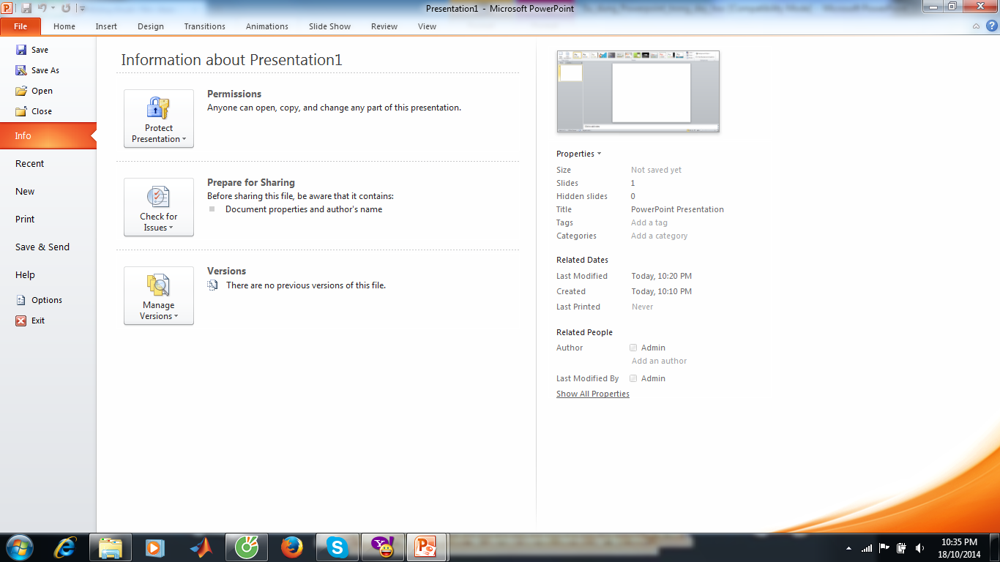 Presentation1 - Microsoft PowerPoint
File Home Insert Design Transitions Animations Slide Show Review View
Save
Save As
Open
Close
Info
Recent
New
Print
Save & Send
Help
Options
Exit
Information about Presentation1
Protect
Presentation
Permissions
Anyone can open, copy, and change any part of this presentation.
Check for
Issues
Prepare for Sharing
Before sharing this file, be aware that it contains:
Document properties and author's name
Manage
Versions
Versions
There are no previous versions of this file.
Properties
Size Not saved yet
Slides 1
Hidden slides 0
Title PowerPoint Presentation
Tags Add a tag
Categories Add a category
Related Dates
Last Modified Today, 10:20 PM
Created Today, 10:10 PM
Last Printed Never
Related People
Author Admin
Add an author
Last Modified By Admin
Show All Properties
10:35 PM
18/10/2014